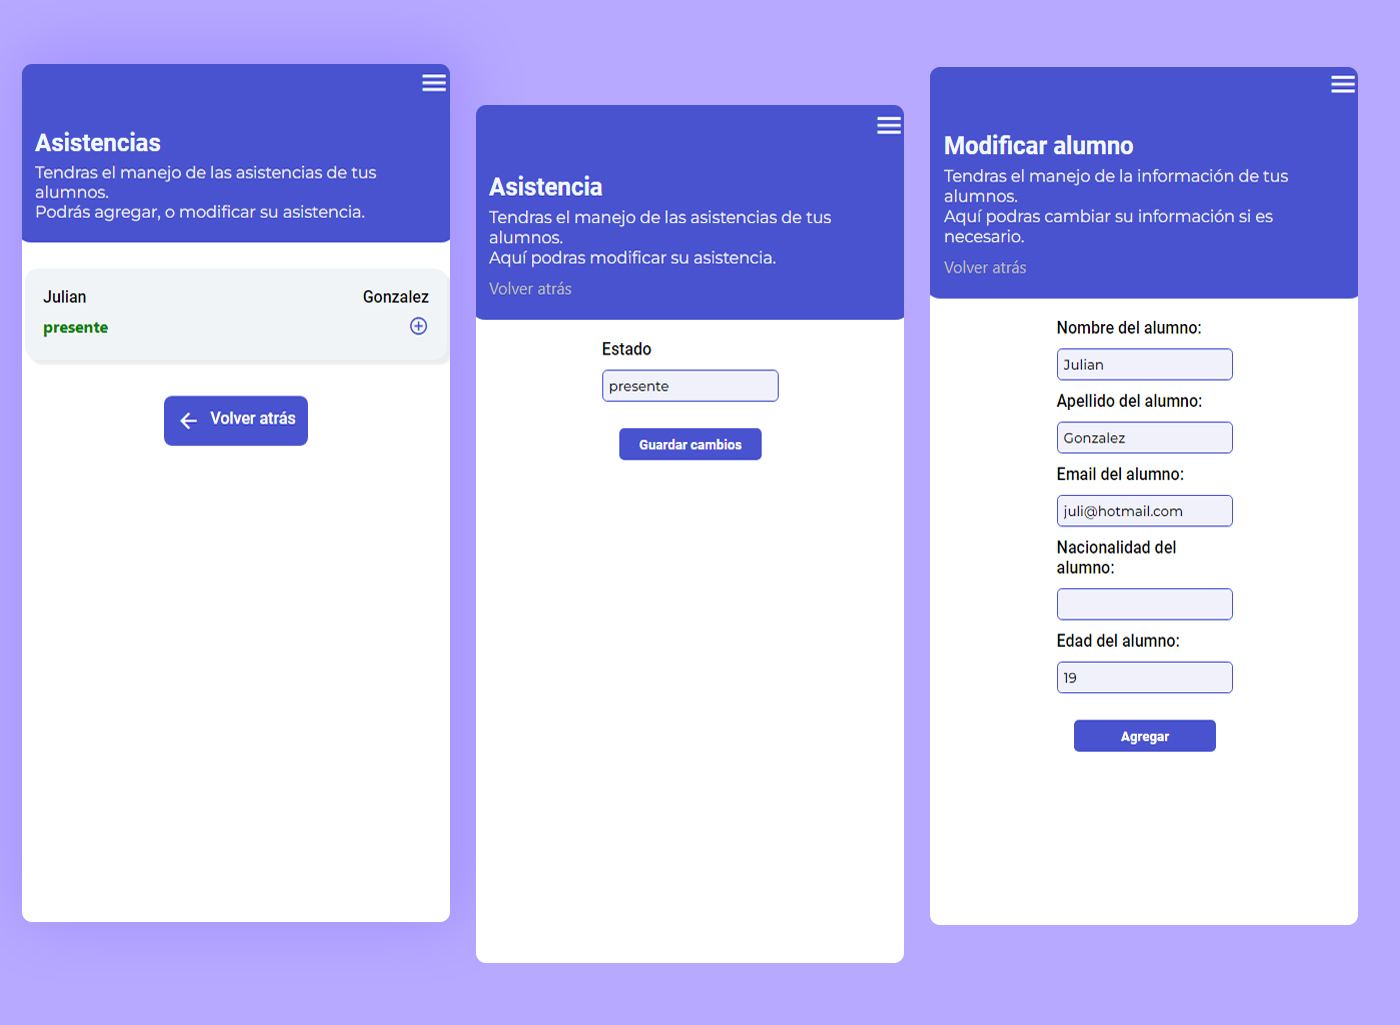 Asistencias
Tendras el manejo de las asistencias de tus
alumnos.
Podrás agregar, o modificar su asistencia.
Julian Gonzalez
presente
Volver atrás
Asistencia
Tendras el manejo de las asistencias de tus
alumnos.
Aquí podras modificar su asistencia.
Volver atrás
Estado
presente
Guardar cambios
Modificar alumno
Tendras el manejo de la información de tus
alumnos.
Aquí podras cambiar su información si es
necesario.
Volver atrás
Nombre del alumno:
Julian
Apellido del alumno:
Gonzalez
Email del alumno:
juli@hotmail.com
Nacionalidad del
alumno:
Edad del alumno:
19
Agregar